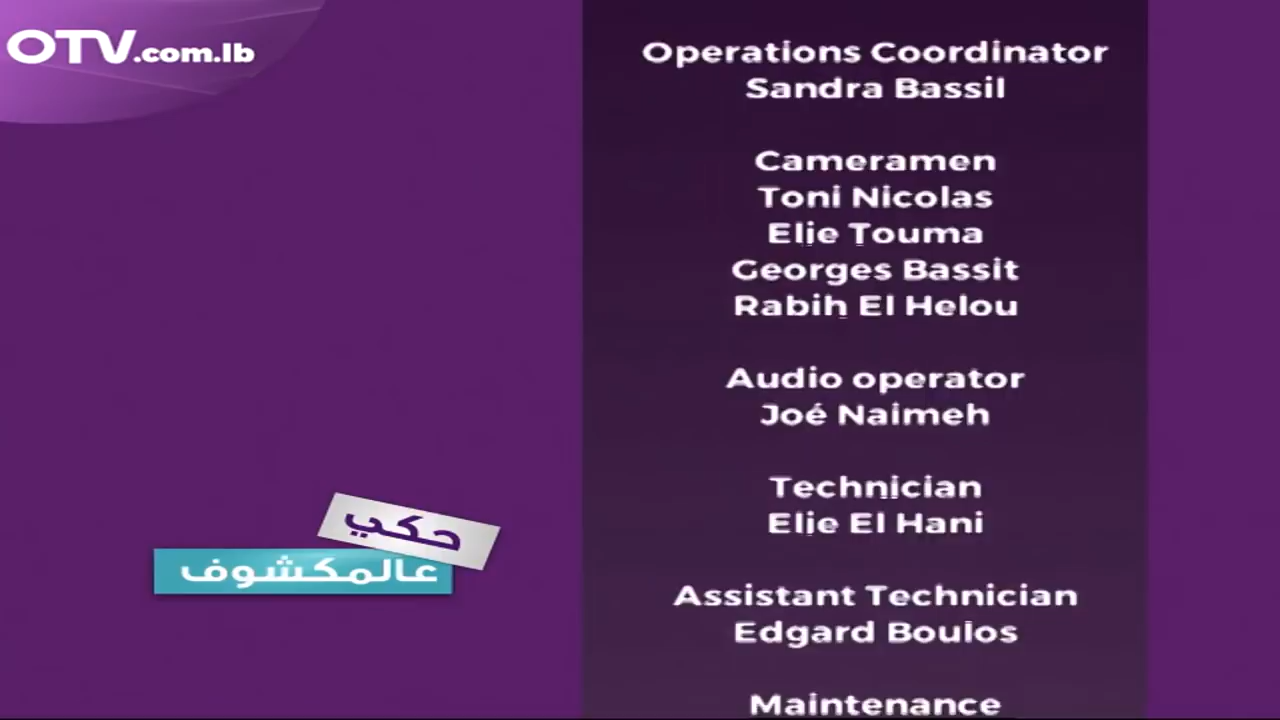 OTV.com.lb
Operations Coordinator
Sandra Bassil
Cameramen
Toni Nicolas
Elie Touma
Georges Bassit
Rabih El Helou
Audio operator
Joé Naimeh
Technician
Elie El Hani
Assistant Technician
Edgard Boulos
Maintenance
حكي
عالمكشوف